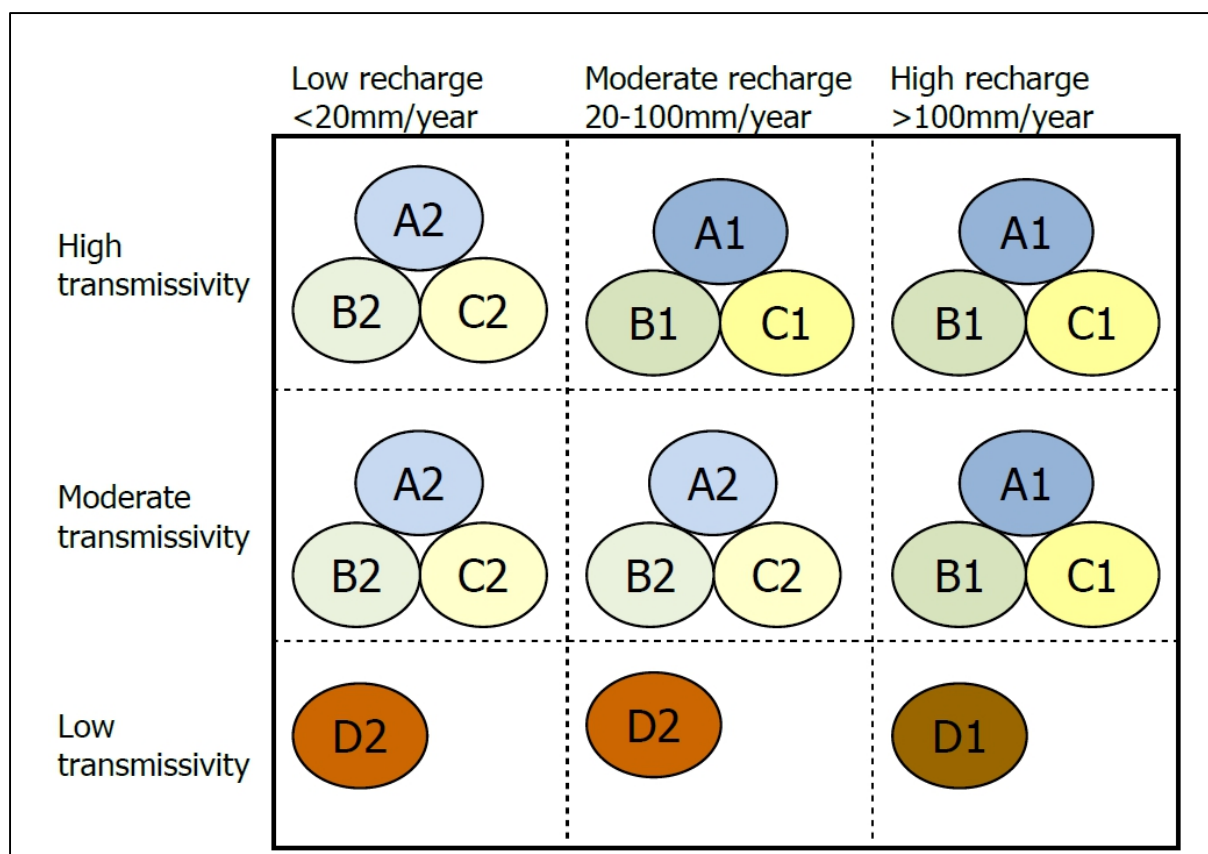 Low recharge
<20mm/year
Moderate recharge
20-100mm/year
High recharge
>100mm/year
High
transmissivity
A2
B2 C2
A1
B1 C1
A1
B1 C1
Moderate
transmissivity
A2
B2 C2
A2
B2 C2
A1
B1 C1
Low
transmissivity
D2
D2
D1